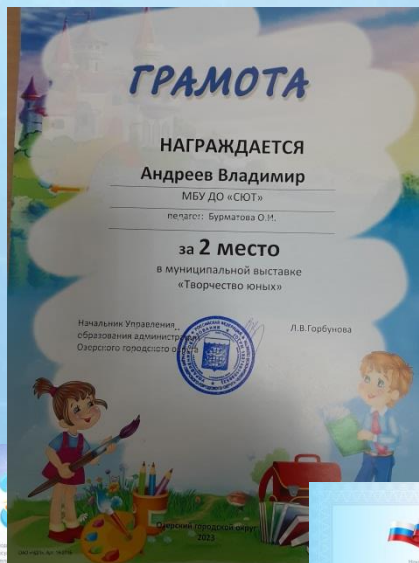 ГРАМОТА
НАГРАЖДАЕТСЯ
Андреев Владимир
МБУ ДО «СЮТ»
педагог: Бурматова О.И.
за 2 место
в муниципальной выставке
«Творчество юных»
Начальник Управления
образования администрации
Озерского городского округа
Л.В.Горбунова
Озерский городской округ
2023